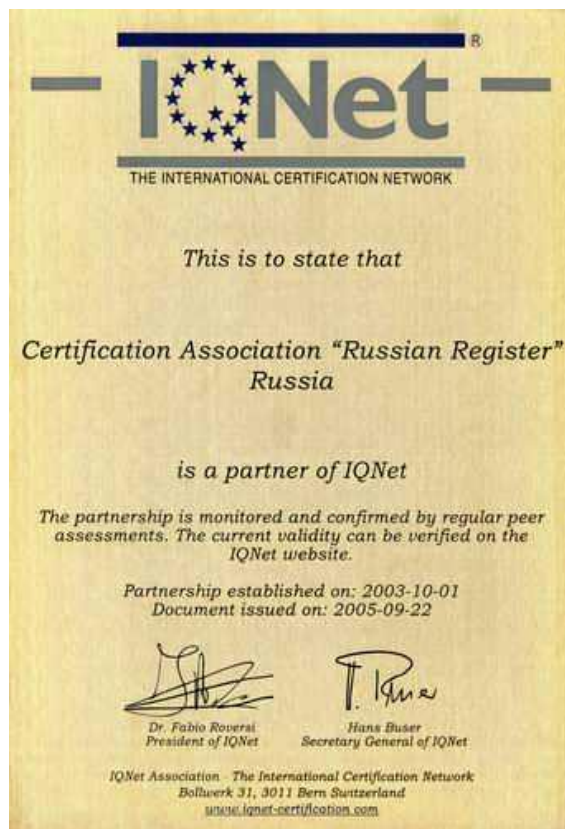 IQNet®
THE INTERNATIONAL CERTIFICATION NETWORK
This is to state that
Certification Association "Russian Register"
Russia
is a partner of IQNet
The partnership is monitored and confirmed by regular peer
assessments. The current validity can be verified on the
IQNet website.
Partnership established on: 2003-10-01
Document issued on: 2005-09-22
Dr. Fabio Roversi
Hans Buser
President of IQNet
Secretary General of IQNet
IQNet Association - The International Certification Network
Bollwerk 31, 3011 Bern Switzerland
www.iqnet-certification.com